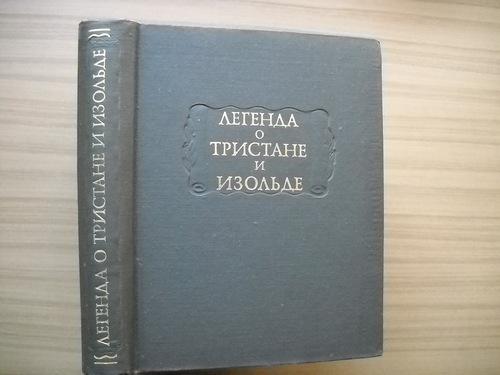 ЛЕГЕНДА
О
ТРИСТАНЕ
И
ИЗОЛЬДЕ
ЛЕГЕНДА О ТРИСТАНЕ И ИЗОЛЬДЕ